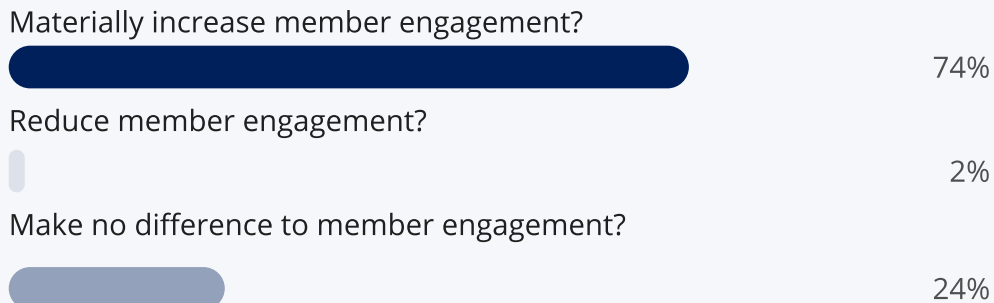 Materially increase member engagement?
74%
Reduce member engagement?
2%
Make no difference to member engagement?
24%